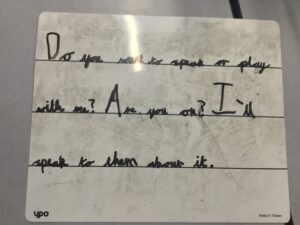 Do you want to speak or play
with me? Are you ok? I'll
speak to them about it.
ypo
Made in Taiwan